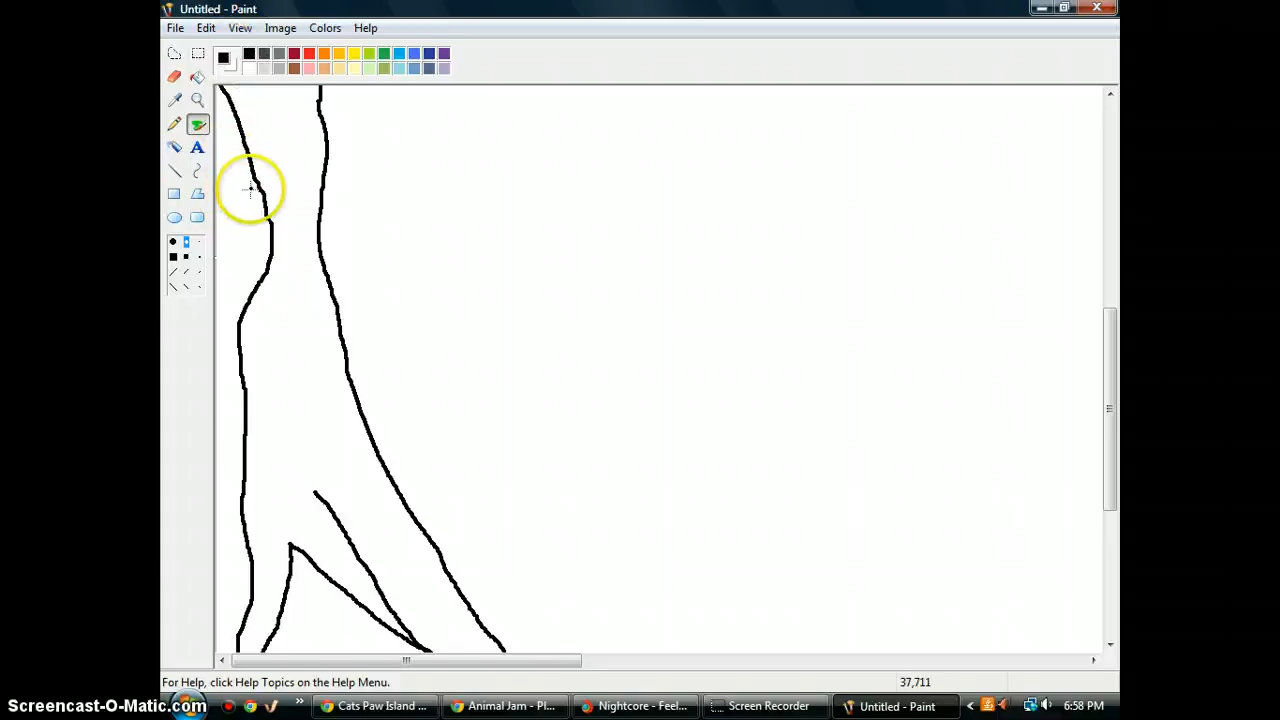 Untitled - Paint
File Edit View Image Colors Help
A
For Help, click Help Topics on the Help Menu.
37,711
Cats Paw Island ...
Animal Jam - Pl...
Nightcore - Feel...
Screen Recorder
Untitled - Paint
6:58 PM
Screencast-O-Matic.com